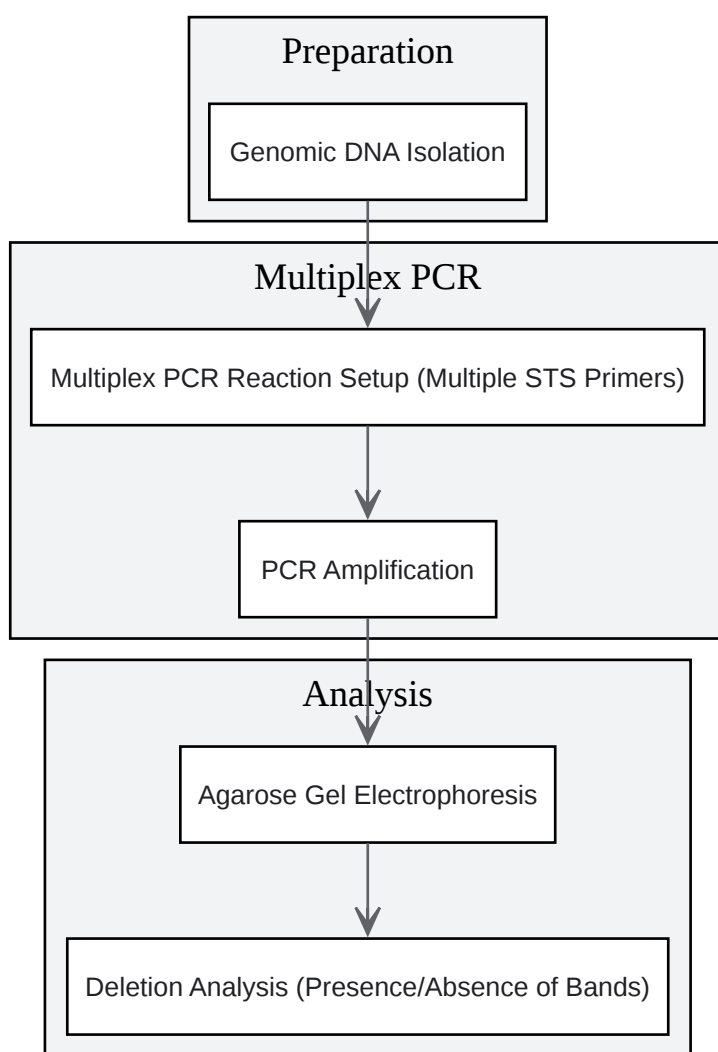 Preparation
Genomic DNA Isolation
Multiplex PCR
Multiplex PCR Reaction Setup (Multiple STS Primers)
PCR Amplification
Analysis
Agarose Gel Electrophoresis
Deletion Analysis (Presence/Absence of Bands)